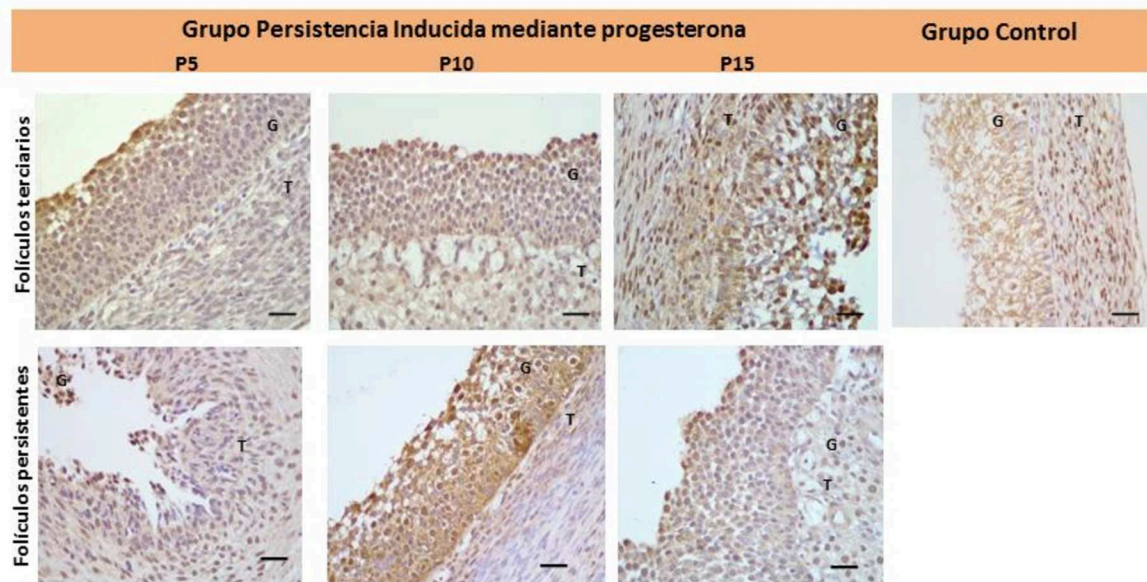 Grupo Persistencia Inducida mediante progesterona
Grupo Control
P5
P10
P15
Folículos terciarios
G
T
G
T
T
G
G
T
Folículos persistentes
G
T
G
T
G
T